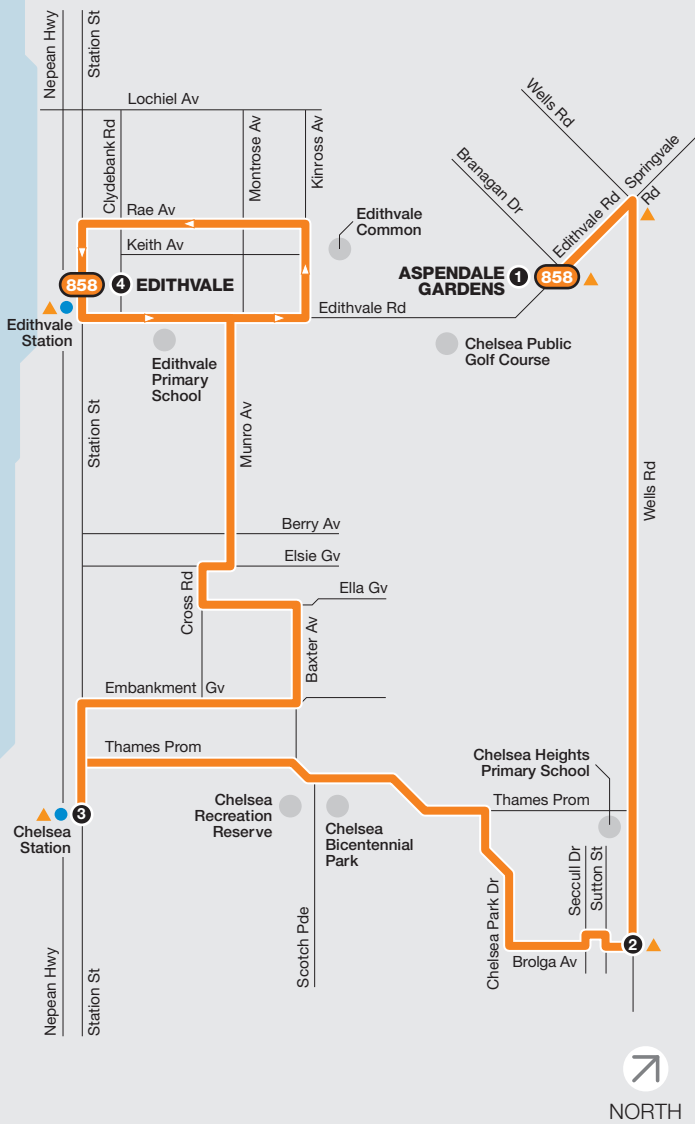 Nepean Hwy
Station St
Lochiel Av
Clydebank Rd
Montrose Av
Kinross Av
Wells Rd
Springvale
Rd
Branagan Dr
Edithvale Rd
Rae Av
Keith Av
Edithvale
Common
858
4
EDITHVALE
ASPENDALE
GARDENS
1
858
Edithvale
Station
Edithvale Rd
Edithvale
Primary
School
Chelsea Public
Golf Course
Station St
Munro Av
Wells Rd
Berry Av
Elsie Gv
Cross Rd
Ella Gv
Baxter Av
Embankment Gv
Thames Prom
Chelsea Heights
Primary School
3
Chelsea
Station
Chelsea
Recreation
Reserve
Chelsea
Bicentennial
Park
Thames Prom
Seccull Dr
Sutton St
Chelsea Park Dr
Scotch Pde
2
Brolga Av
Nepean Hwy
Station St
NORTH